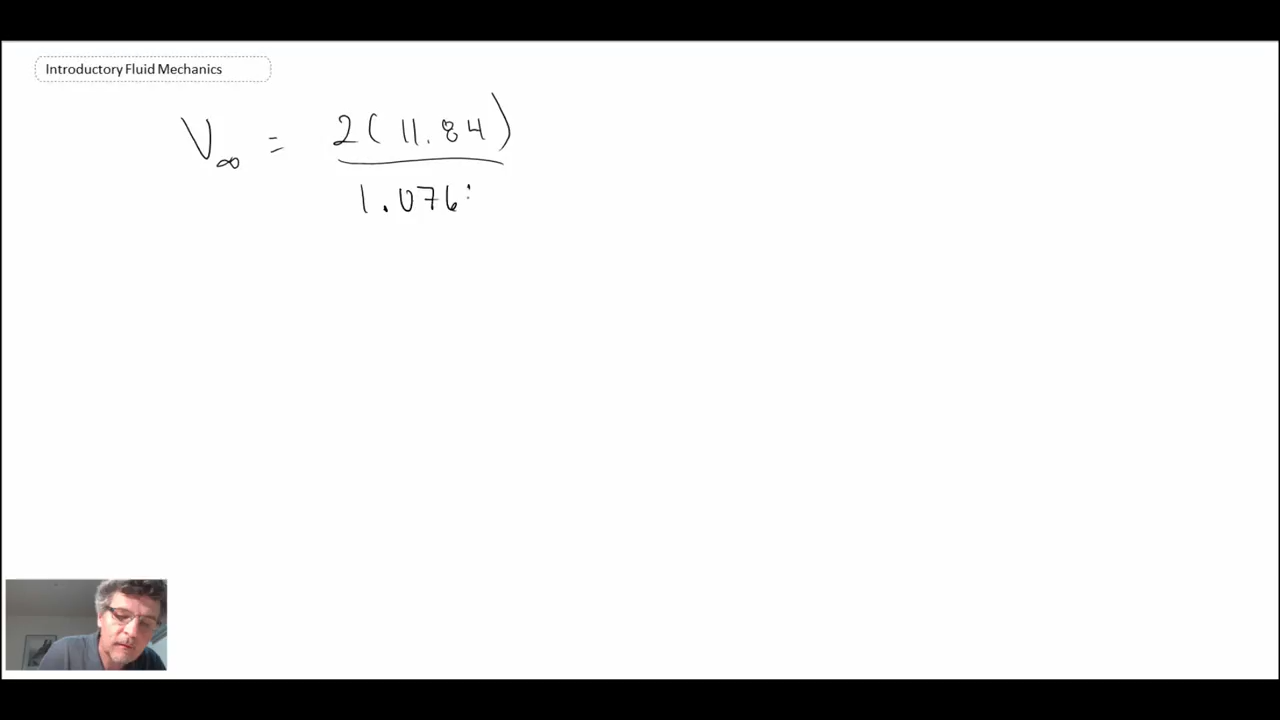 Introductory Fluid Mechanics
V∞ = 2(11.84)
1.076